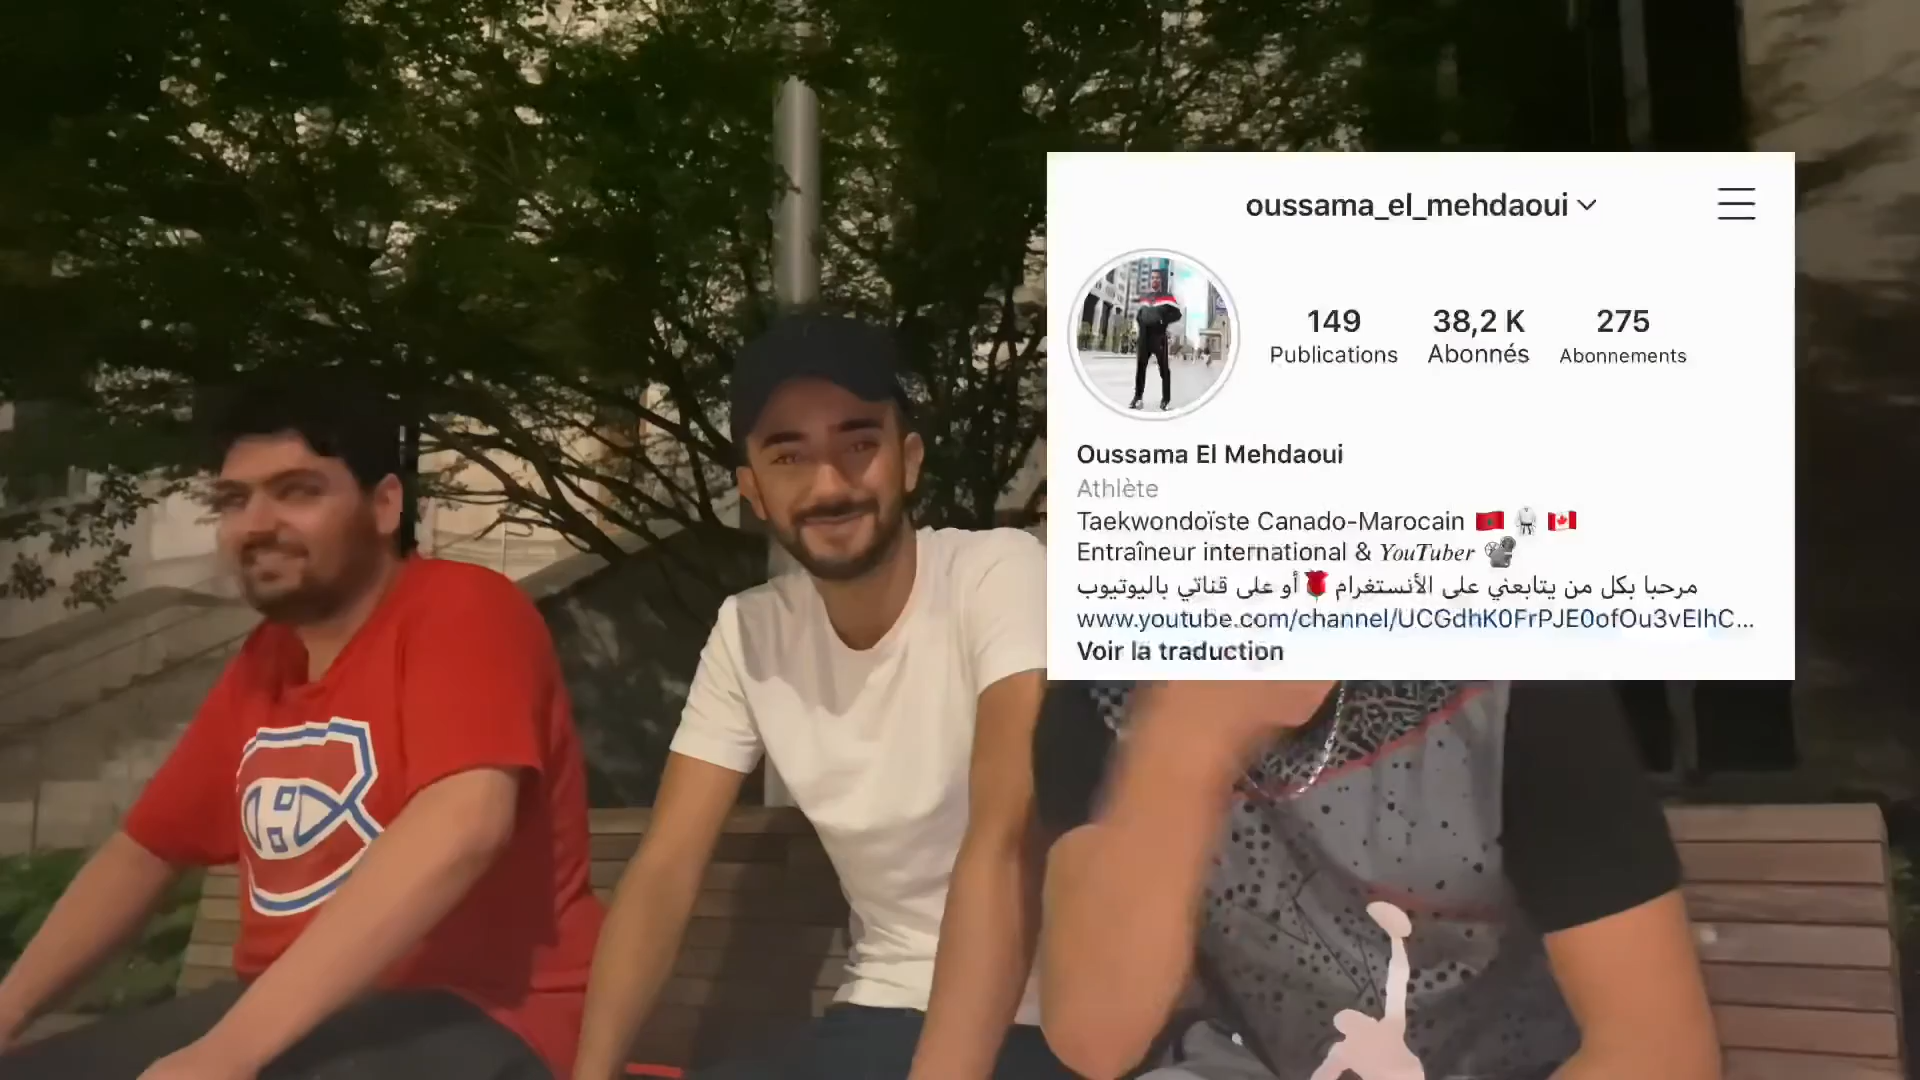 oussama_el_mehdaoui
149
Publications
38,2 K
Abonnés
275
Abonnements
Oussama El Mehdaoui
Athlète
Taekwondoïste Canado-Marocain 🇲🇦 🥋 🇨🇦
Entraîneur international & YouTuber 📽
مرحبا بكل من يتابعني على الأنستغرام 🌹 أو على قناتي باليوتيوب
www.youtube.com/channel/UCGdhK0FrPJE0ofOu3vElhC...
Voir la traduction